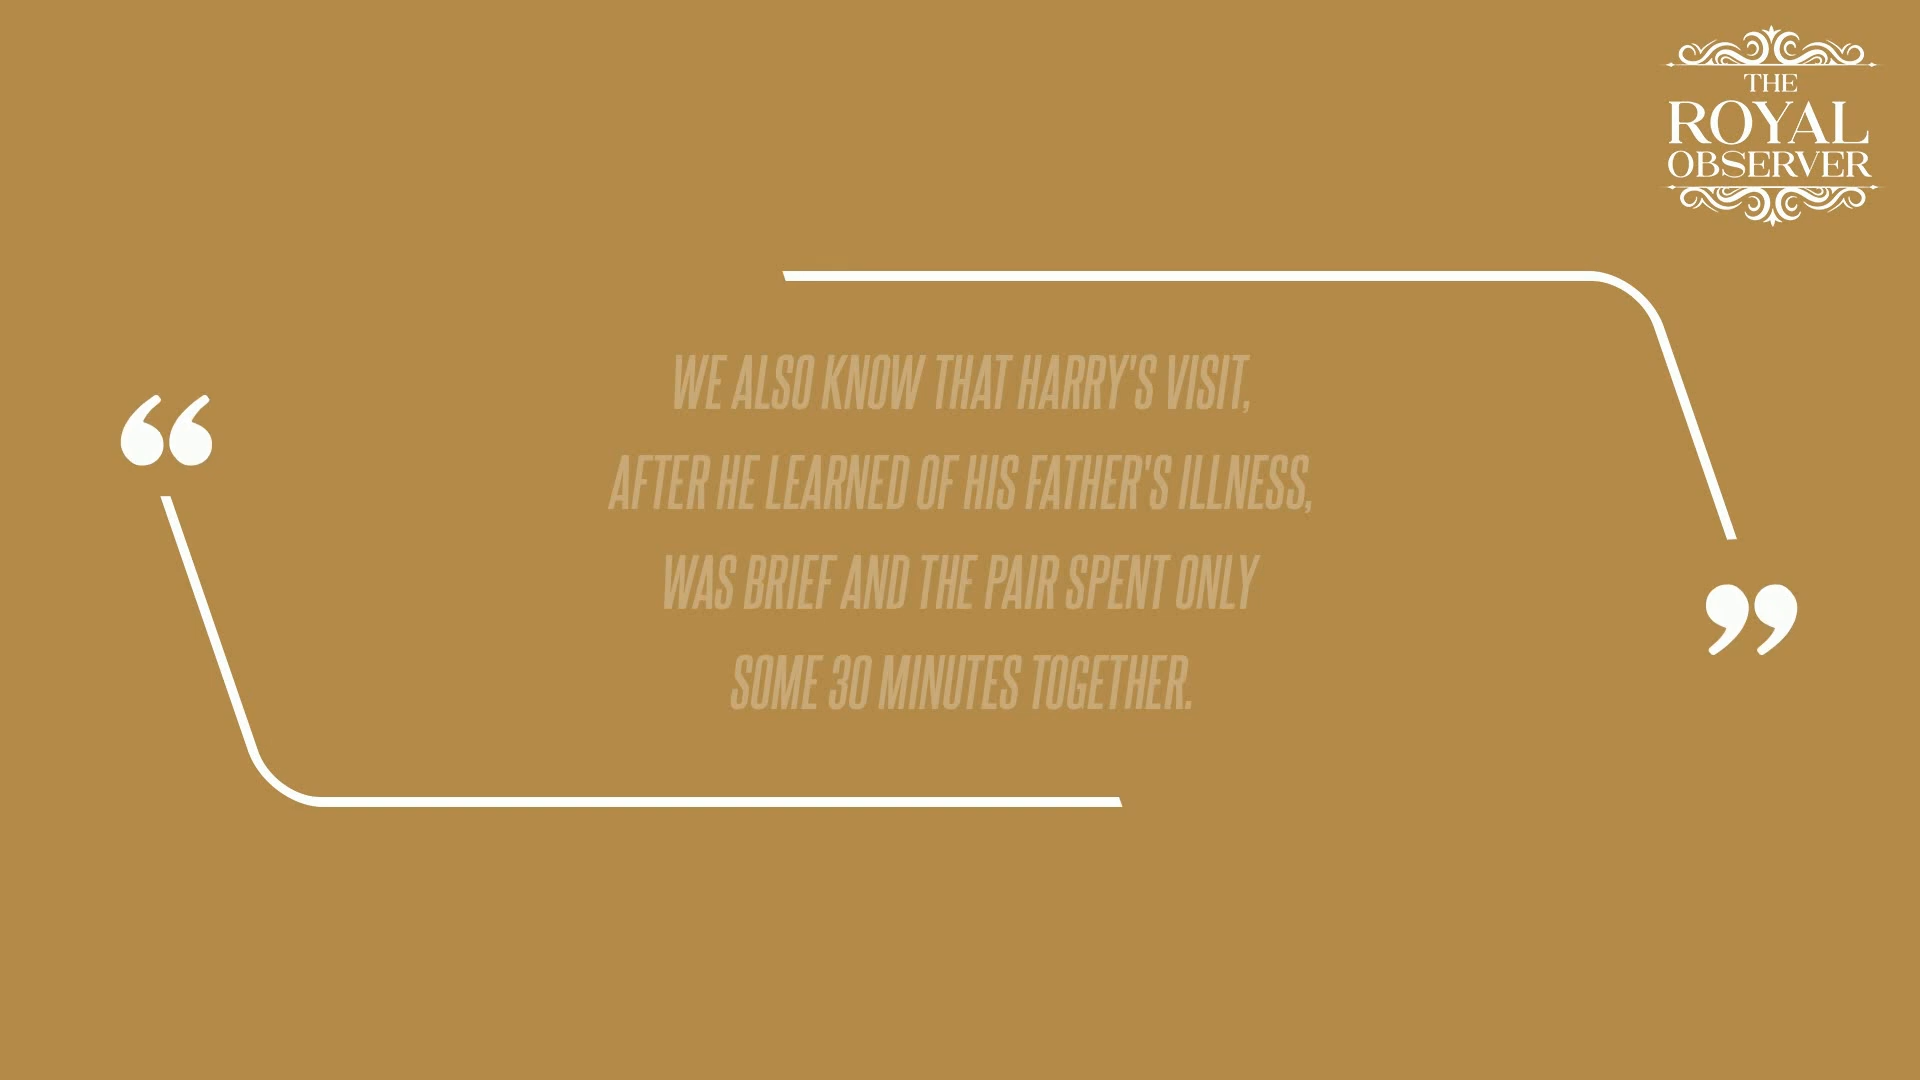 THE
ROYAL
OBSERVER
“
WE ALSO KNOW THAT HARRY'S VISIT,
AFTER HE LEARNED OF HIS FATHER'S ILLNESS,
WAS BRIEF AND THE PAIR SPENT ONLY
SOME 30 MINUTES TOGETHER.
”